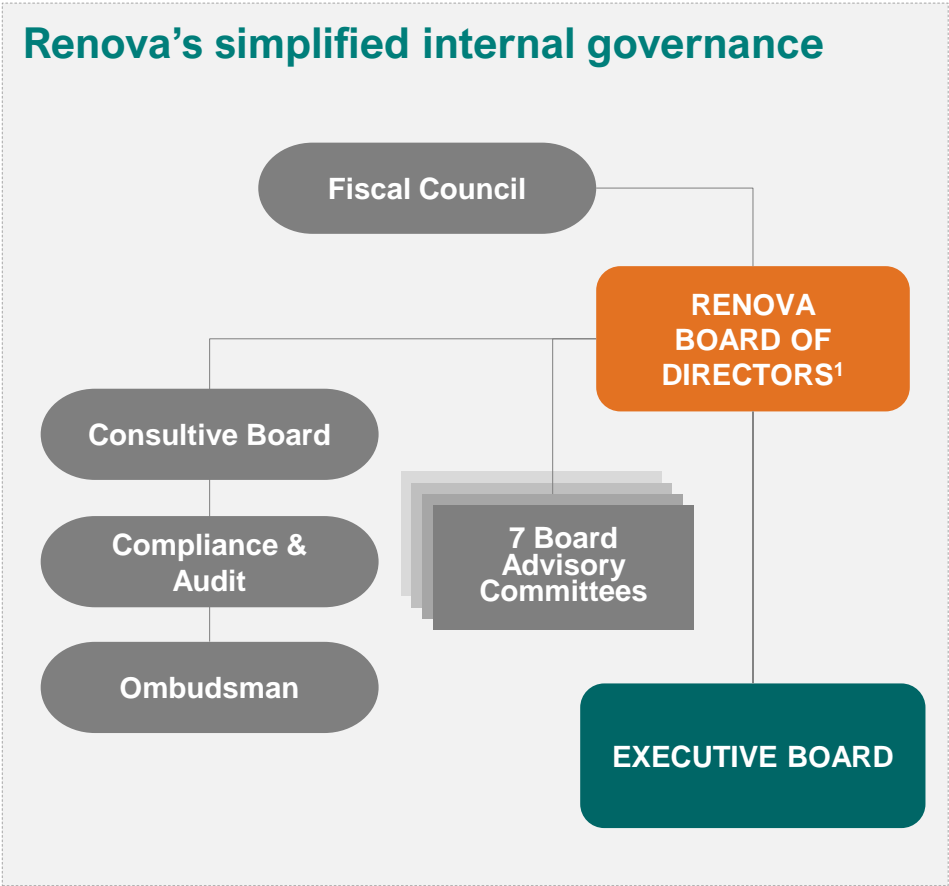 Renova’s simplified internal governance
Fiscal Council
RENOVA
BOARD OF
DIRECTORS¹
Consultive Board
7 Board
Advisory
Committees
Compliance &
Audit
Ombudsman
EXECUTIVE BOARD